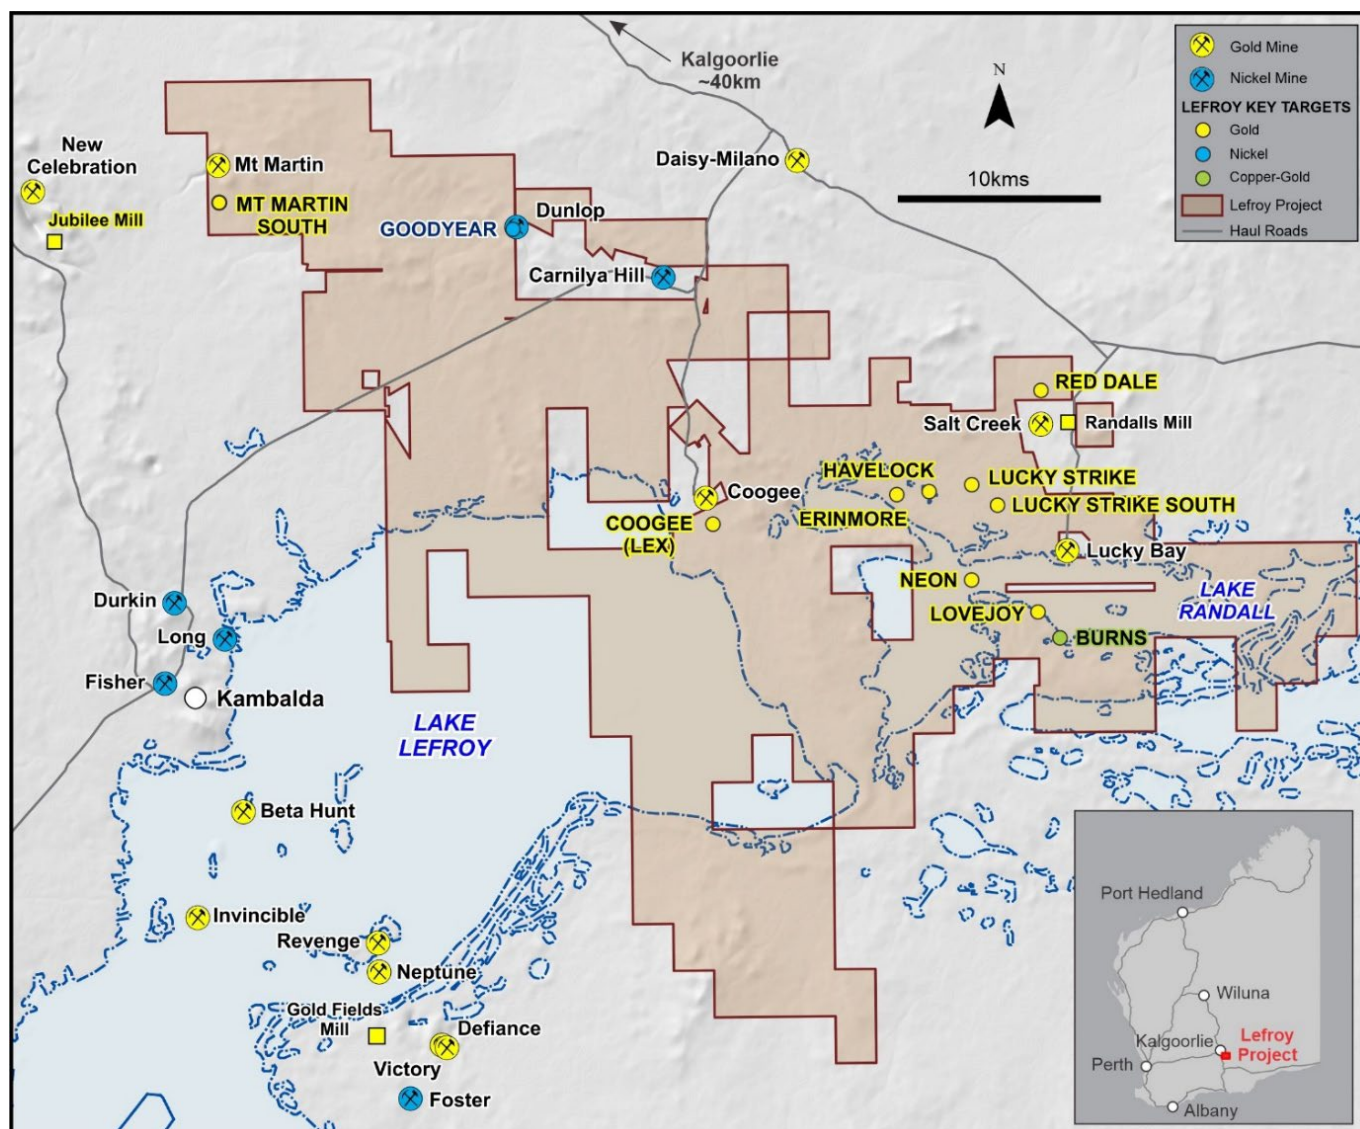 Kalgoorlie
~40km
N
10kms
Gold Mine
Nickel Mine
LEFROY KEY TARGETS
Gold
Nickel
Copper-Gold
Lefroy Project
Haul Roads
New
Celebration
Jubilee Mill
Mt Martin
MT MARTIN
SOUTH
Daisy-Milano
Dunlop
GOODYEAR
Carnilya Hill
RED DALE
Salt Creek
Randalls Mill
HAVELOCK
LUCKY STRIKE
Coogee
ERINMORE
LUCKY STRIKE SOUTH
COOGEE
(LEX)
Lucky Bay
NEON
LAKE
RANDALL
LOVEJOY
BURNS
Durkin
Long
Fisher
Kambalda
LAKE
LEFROY
Beta Hunt
Invincible
Revenge
Neptune
Gold Fields
Mill
Defiance
Victory
Foster
Port Hedland
Wiluna
Kalgoorlie
Lefroy
Project
Perth
Albany